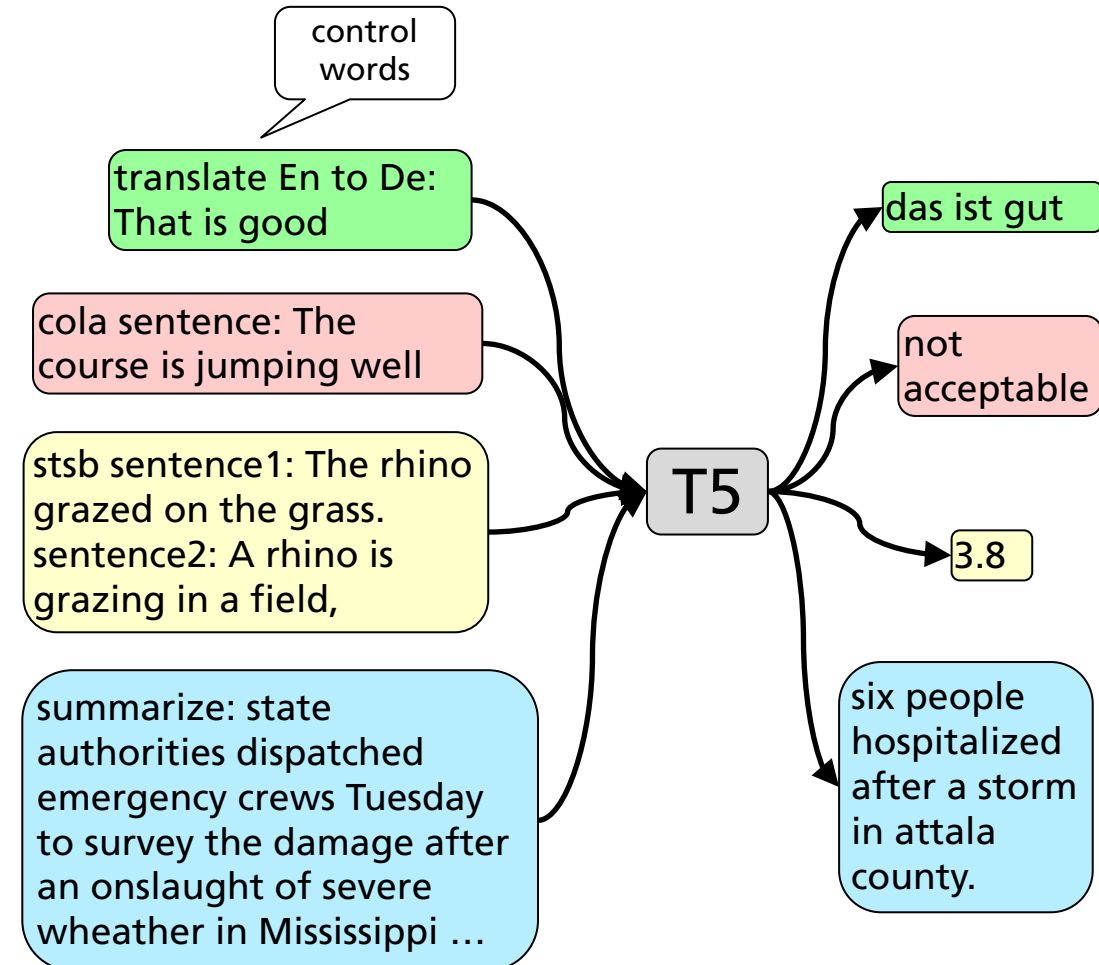 control
words
translate En to De:
That is good
cola sentence: The
course is jumping well
stsb sentence1: The rhino
grazed on the grass.
sentence2: A rhino is
grazing in a field,
summarize: state
authorities dispatched
emergency crews Tuesday
to survey the damage after
an onslaught of severe
wheather in Mississippi …
T5
das ist gut
not
acceptable
3.8
six people
hospitalized
after a storm
in attala
county.